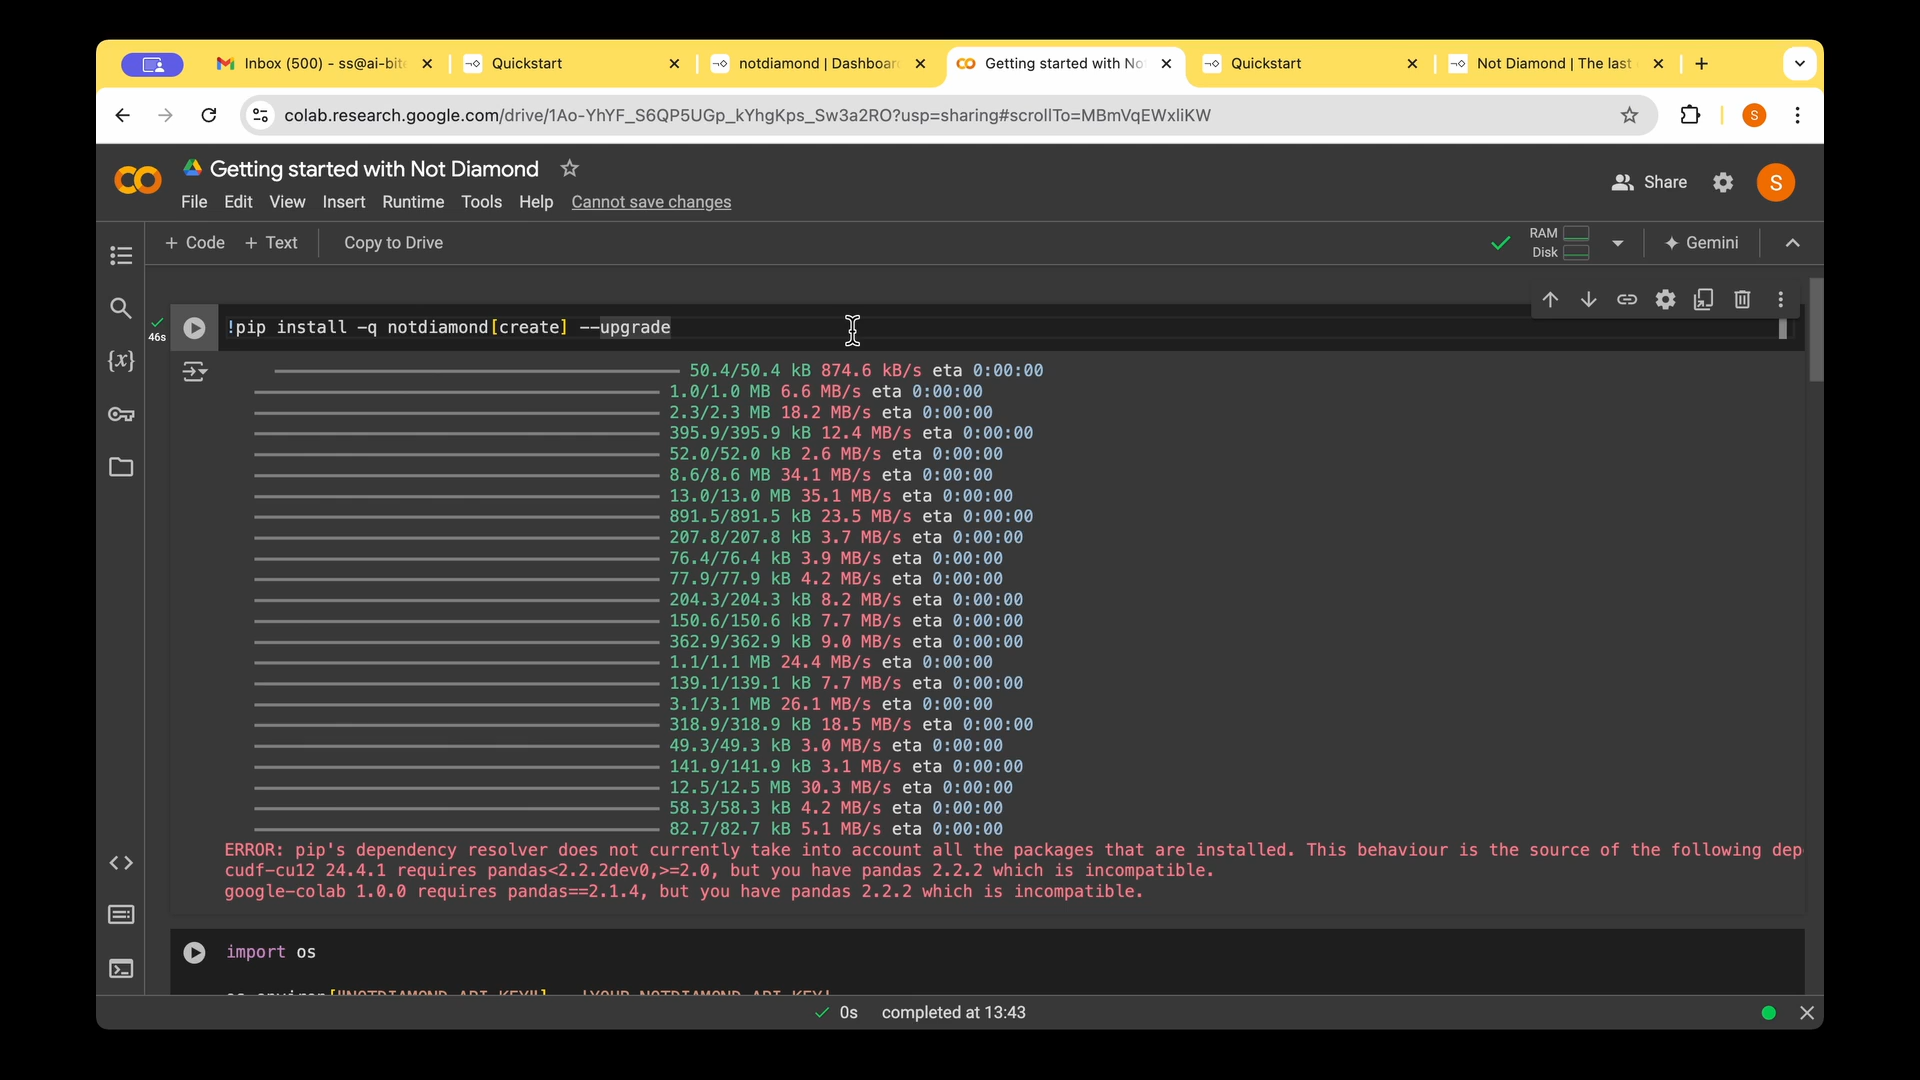 Inbox (500) - ss@ai-bit
Quickstart
notdiamond | Dashboar
Getting started with No
Quickstart
Not Diamond | The last
colab.research.google.com/drive/1Ao-YhYF_S6QP5UGp_kYhgKps_Sw3a2RO?usp=sharing#scrollTo=MBmVqEWxliKW
S
Getting started with Not Diamond
File Edit View Insert Runtime Tools Help Cannot save changes
Share
S
+ Code + Text Copy to Drive
RAM
Disk
Gemini
46s
!pip install -q notdiamond[create] --upgrade
50.4/50.4 kB 874.6 kB/s eta 0:00:00
1.0/1.0 MB 6.6 MB/s eta 0:00:00
2.3/2.3 MB 18.2 MB/s eta 0:00:00
395.9/395.9 kB 12.4 MB/s eta 0:00:00
52.0/52.0 kB 2.6 MB/s eta 0:00:00
8.6/8.6 MB 34.1 MB/s eta 0:00:00
13.0/13.0 MB 35.1 MB/s eta 0:00:00
891.5/891.5 kB 23.5 MB/s eta 0:00:00
207.8/207.8 kB 3.7 MB/s eta 0:00:00
76.4/76.4 kB 3.9 MB/s eta 0:00:00
77.9/77.9 kB 4.2 MB/s eta 0:00:00
204.3/204.3 kB 8.2 MB/s eta 0:00:00
150.6/150.6 kB 7.7 MB/s eta 0:00:00
362.9/362.9 kB 9.0 MB/s eta 0:00:00
1.1/1.1 MB 24.4 MB/s eta 0:00:00
139.1/139.1 kB 7.7 MB/s eta 0:00:00
3.1/3.1 MB 26.1 MB/s eta 0:00:00
318.9/318.9 kB 18.5 MB/s eta 0:00:00
49.3/49.3 kB 3.0 MB/s eta 0:00:00
141.9/141.9 kB 3.1 MB/s eta 0:00:00
12.5/12.5 MB 30.3 MB/s eta 0:00:00
58.3/58.3 kB 4.2 MB/s eta 0:00:00
82.7/82.7 kB 5.1 MB/s eta 0:00:00
ERROR: pip's dependency resolver does not currently take into account all the packages that are installed. This behaviour is the source of the following dep
cudf-cu12 24.4.1 requires pandas<2.2.2dev0,>=2.0, but you have pandas 2.2.2 which is incompatible.
google-colab 1.0.0 requires pandas==2.1.4, but you have pandas 2.2.2 which is incompatible.
import os
os.environ["NOTDIAMOND_API_KEY"] = 'YOUR_NOTDIAMOND_API_KEY'
0s completed at 13:43